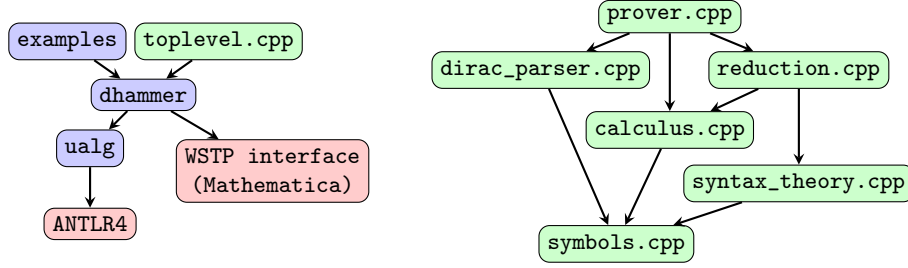 examples
toplevel.cpp
dhammer
ualg
WSTP interface
(Mathematica)
ANTLR4
prover.cpp
dirac_parser.cpp
reduction.cpp
calculus.cpp
syntax_theory.cpp
symbols.cpp